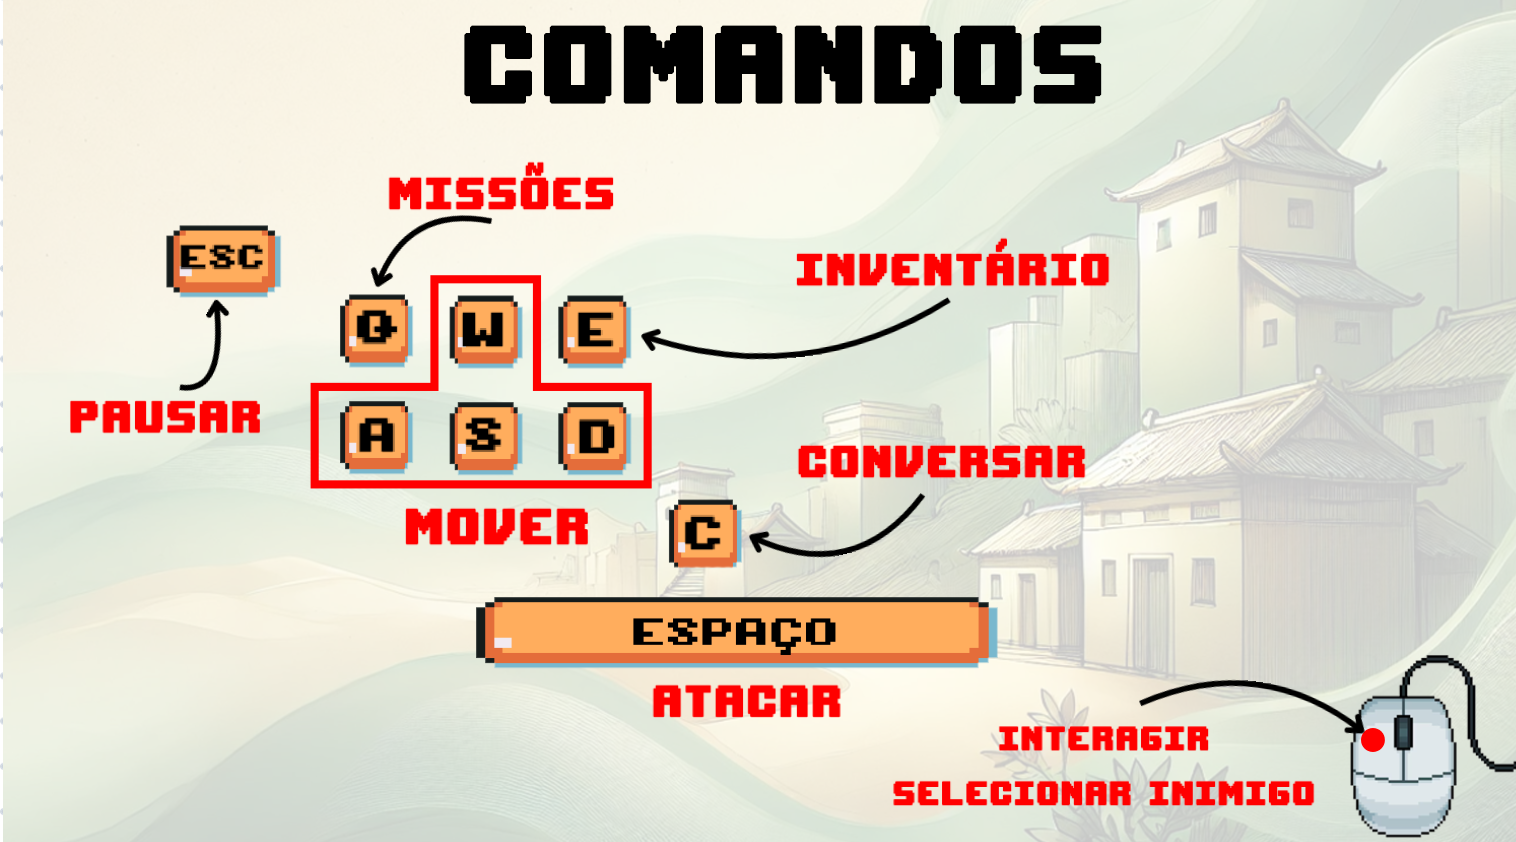 COMANDOS
MISSÕES
ESC
INVENTÁRIO
Q W E
PAUSAR
A S D
CONVERSAR
MOVER
C
ESPAÇO
ATACAR
INTERAGIR
SELECIONAR INIMIGO